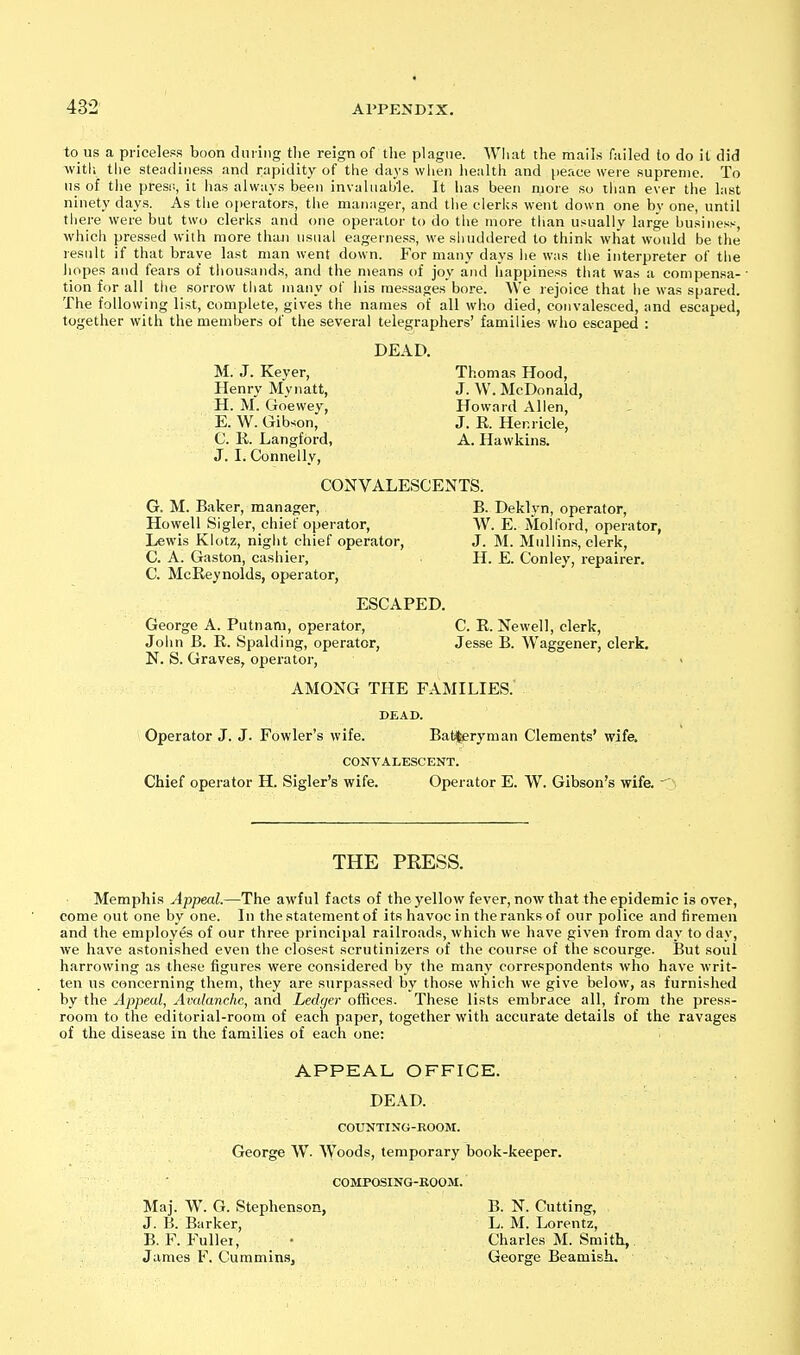 432 APPENDIX.
to us a priceless boon during the reign of the plague. What the mails failed to do it did
with the steadiness and rapidity of the days when health and peace were supreme. To
us of the press, it has always been invaluable. It has been more so than ever the last
ninety days. As the operators, the manager, and the clerks went down one by one, until
there were but two clerks and one operator to do the more than usually large business,
which pressed with more than usual eagerness, we shuddered to think what would be the
result if that brave last man went down. For many days he was the interpreter of the
hopes and fears of thousands, and the means of joy and happiness that was a compensa-
tion for all the sorrow that many of his messages bore. We rejoice that he was spared.
The following list, complete, gives the names of all who died, convalesced, and escaped,
together with the members of the several telegraphers' families who escaped :
DEAD.
M. J. Keyer, Thomas Hood,
Henry Mynatt, J. W. McDonald,
H. M. Goewey, Howard Allen,
E. W. Gibson, J. R. Henricle,
C. R. Langford, A. Hawkins.
J. I. Connelly,
CONVALESCENTS.
G. M. Baker, manager, B. Deklyn, operator,
Howell Sigler, chief operator, W. E. Molford, operator,
Lewis Klotz, night chief operator, J. M. Mullins, clerk,
C. A. Gaston, cashier, H. E. Conley, repairer.
C. McReynolds, operator,
ESCAPED.
George A. Putnam, operator, C. R. Newell, clerk,
John B. R. Spalding, operator, Jesse B. Waggener, clerk.
N. S. Graves, operator,
AMONG THE FAMILIES.
DEAD.
Operator J. J. Fowler's wife. Batteryman Clements' wife.
CONVALESCENT.
Chief operator H. Sigler's wife. Operator E. W. Gibson's wife.
THE PRESS.
Memphis Appeal.—The awful facts of the yellow fever, now that the epidemic is over,
come out one by one. In the statement of its havoc in the ranks of our police and firemen
and the employés of our three principal railroads, which we have given from day to day,
we have astonished even the closest scrutinizers of the course of the scourge. But soul
harrowing as these figures were considered by the many correspondents who have writ-
ten us concerning them, they are surpassed by those which we give below, as furnished
by the Appeal, Avalanche, and Ledger offices. These lists embrace all, from the press-
room to the editorial-room of each paper, together with accurate details of the ravages
of the disease in the families of each one:
APPEAL OFFICE.
DEAD.
COUNTING-ROOM.
George W. Woods, temporary book-keeper.
COMPOSING-ROOM.
Maj. W. G. Stephenson, B. N. Cutting,
J. B. Barker, L. M. Lorentz,
B. F. Fuller, Charles M. Smith,
James F. Cummins, George Beamish.